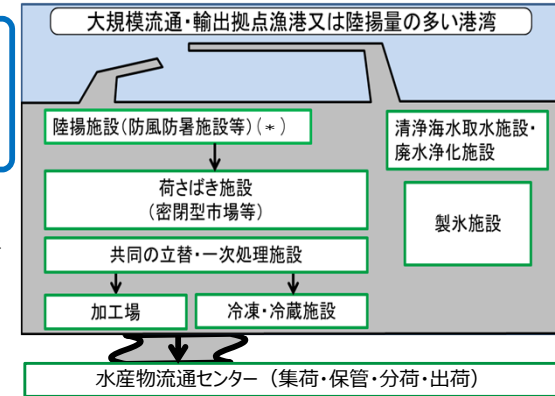 大規模流通・輸出拠点漁港又は陸揚量の多い港湾
陸揚施設(防風防暑施設等)(*)
清浄海水取水施設・
廃水浄化施設
荷さばき施設
(密閉型市場等)
製氷施設
共同の立替・一次処理施設
加工場
冷凍・冷蔵施設
水産物流通センター（集荷・保管・分荷・出荷）